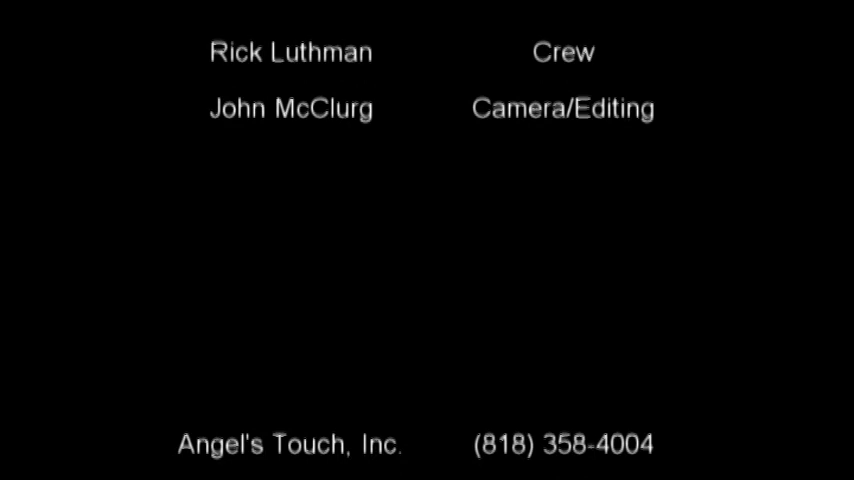 Rick Luthman Crew
John McClurg Camera/Editing
Angel's Touch, Inc. (818) 358-4004